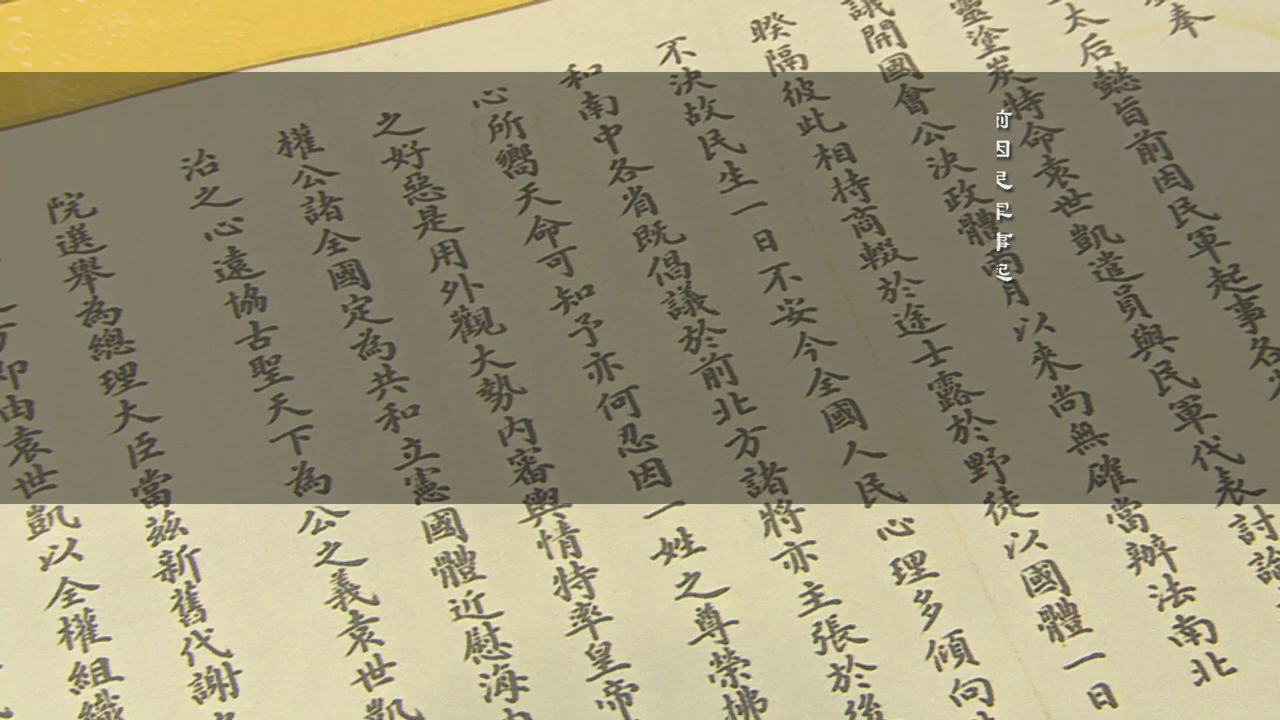 奉
太后懿旨前因民軍起事各
靈塗炭特命袁世凱遣員與民軍代表討論
議開國會公決政體兩月以來尚無確當辦法南北
前因民軍事起
暌隔彼此相持商輟於途士露於野徒以國體一日
不決故民生一日不安今全國人民心理多傾向
和南中各省既倡議於前北方諸將亦主張於後
心所嚮天命可知予亦何忍因一姓之尊榮拂
之好惡是用外觀大勢內審輿情特率皇帝
權公諸全國定為共和立憲國體近慰海內
治之心遠協古聖天下為公之義袁世凱
院選舉為總理大臣當茲新舊代謝
方即由袁世凱以全權組織